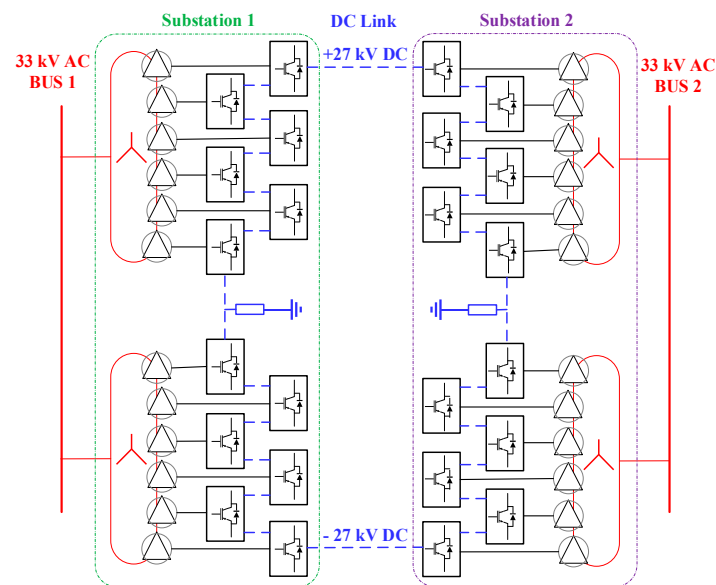 Substation 1
DC Link
Substation 2
+27 kV DC
33 kV AC
BUS 1
33 kV AC
BUS 2
- 27 kV DC